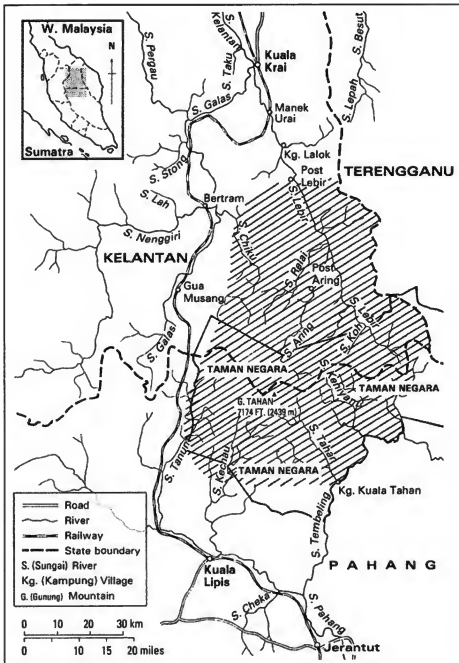 W. Malaysia
N
Sumatra
S. Pergau
S. Kelantan
S. Taku
Kuala
Krai
S. Besut
S. Lepah
S. Galas
Manek
Urai
Kg. Lalok
Post
Lebir
TERENGGANU
S. Stong
S. Lah
Bertram
S. Lebir
S. Nenggiri
S. Chiku
KELANTAN
S. Relai
Post
Aring
Gua
Musang
S. Aring
S. Lebir
S. Koh
S. Galas
TAMAN NEGARA
S. Kemiyang
TAMAN NEGARA
G. TAHAN
7174 FT. (2439 m)
S. Tahan
S. Tanum
S. Kechau
TAMAN NEGARA
Kg. Kuala Tahan
S. Tembeling
PAHANG
Road
River
Railway
State boundary
S. (Sungai) River
Kg. (Kampung) Village
G. (Gunung) Mountain
Kuala
Lipis
S. Cheka
S. Pahang
Jerantut
0 10 20 30 km
0 10 20 miles